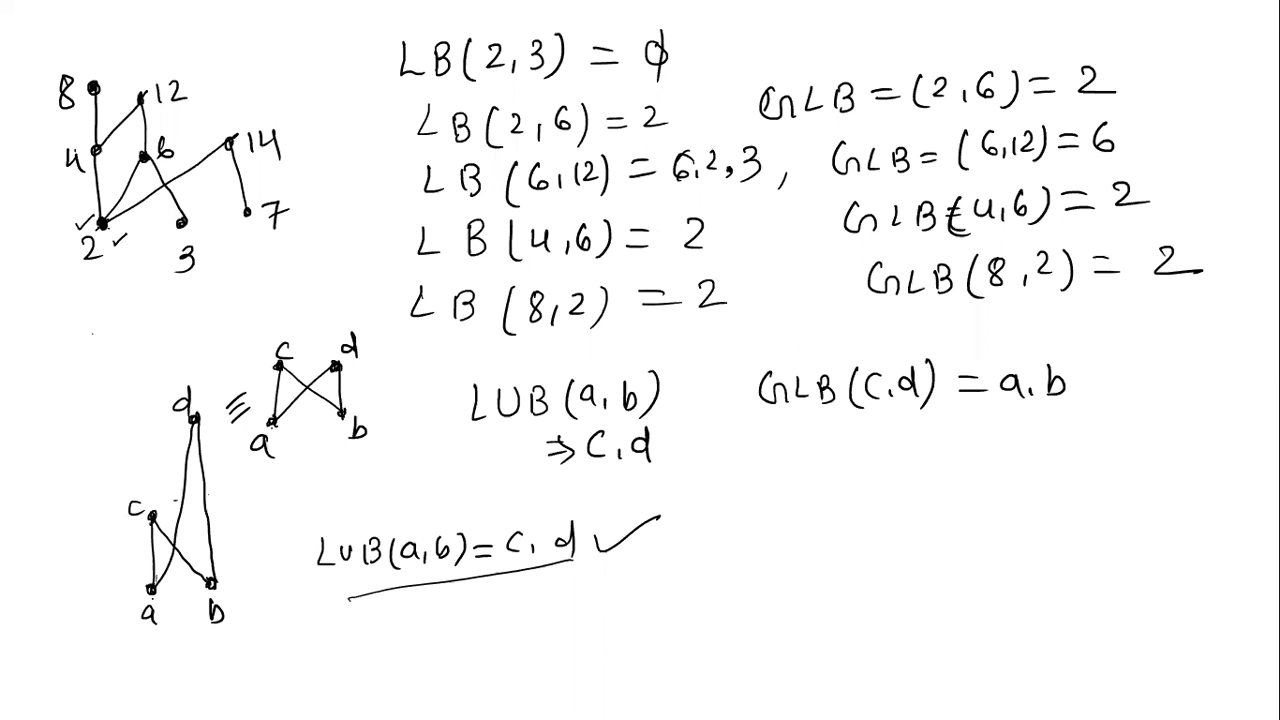 8
12
4
6
14
2
3
7
LB(2,3) = ϕ
LB(2,6) = 2
LB(6,12) = 6,2,3,
LB(4,6) = 2
LB(8,2) = 2
GLB = (2,6) = 2
GLB = (6,12) = 6
GLB(4,6) = 2
GLB(8,2) = 2
d ≡
c
a b
c d
a b
LUB(a,b)
⇒ c,d
GLB(c,d) = a,b
LUB(a,b) = c,d ✓